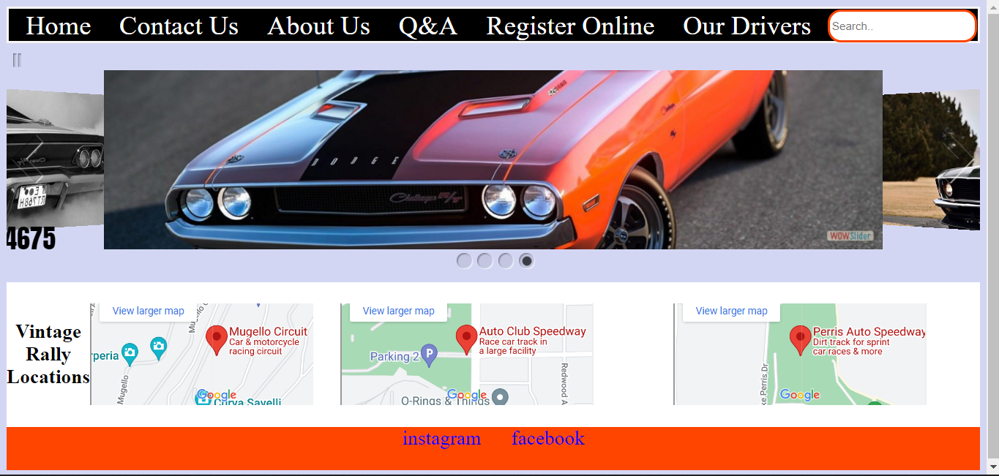 Home Contact Us About Us Q&A Register Online Our Drivers Search..
DODGE
Challenger R/T
WOWSlider
4675
Vintage
Rally
Locations
View larger map
Mugello Circuit
Car & motorcycle
racing circuit
rperia
Mugello
Google
Curva Savelli
View larger map
Auto Club Speedway
Race car track in
a large facility
Parking 2
P
Redwood A
O-Rings & Things
Google
View larger map
Perris Auto Speedway
Dirt track for sprint
car races & more
ke Perris Dr
Google
instagram facebook